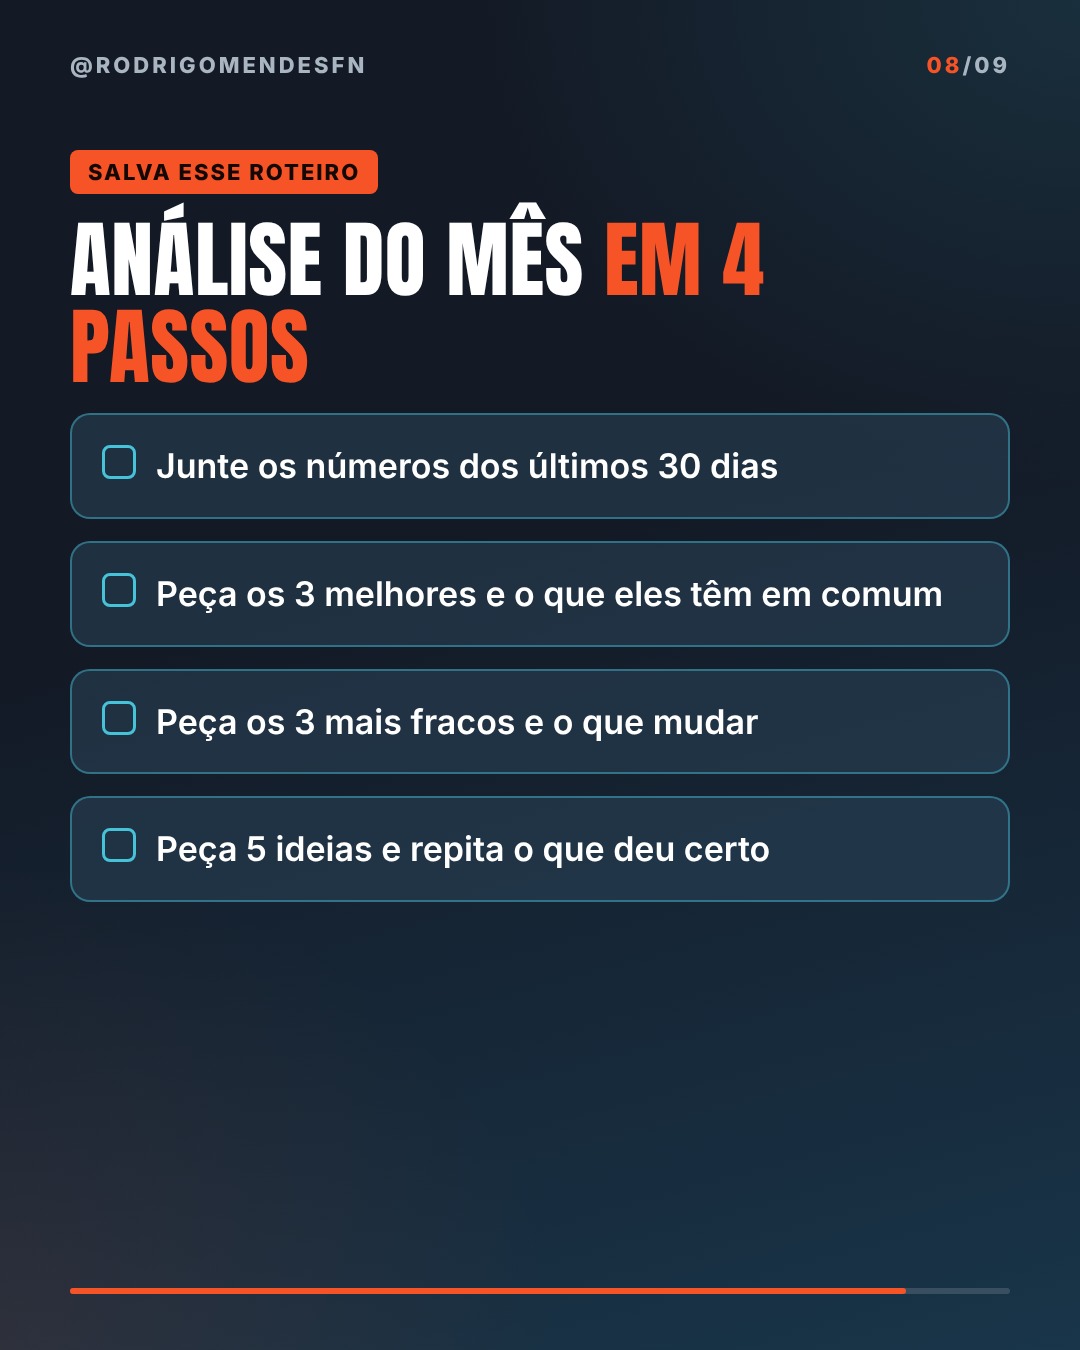 @RODRIGOMENDESFN
08/09
SALVA ESSE ROTEIRO
ANÁLISE DO MÊS EM 4
PASSOS
Junte os números dos últimos 30 dias
Peça os 3 melhores e o que eles têm em comum
Peça os 3 mais fracos e o que mudar
Peça 5 ideias e repita o que deu certo